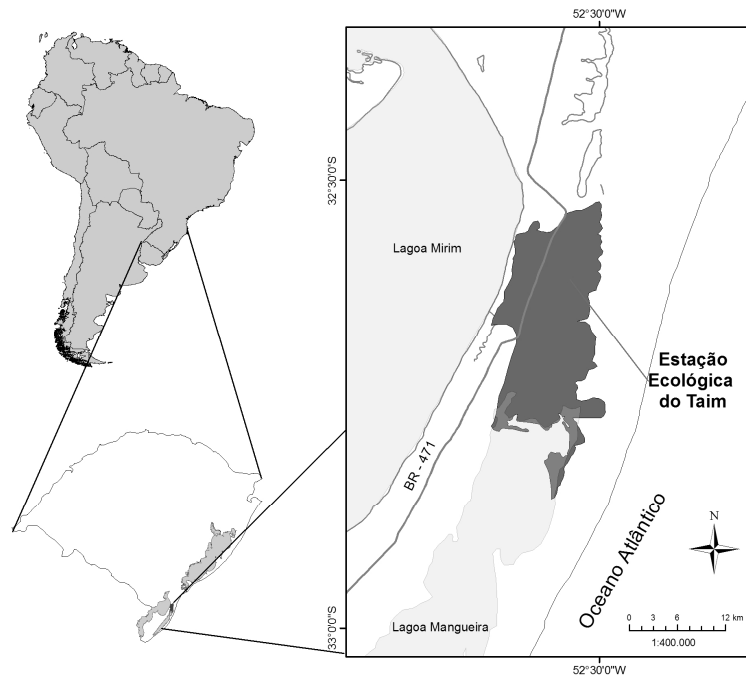 52°30'0"W
32°30'0"S
Lagoa Mirim
Estação
Ecológica
do Taim
BR - 471
Oceano Atlântico
N
0 3 6 12 km
1:400.000
Lagoa Mangueira
33°0'0"S
52°30'0"W